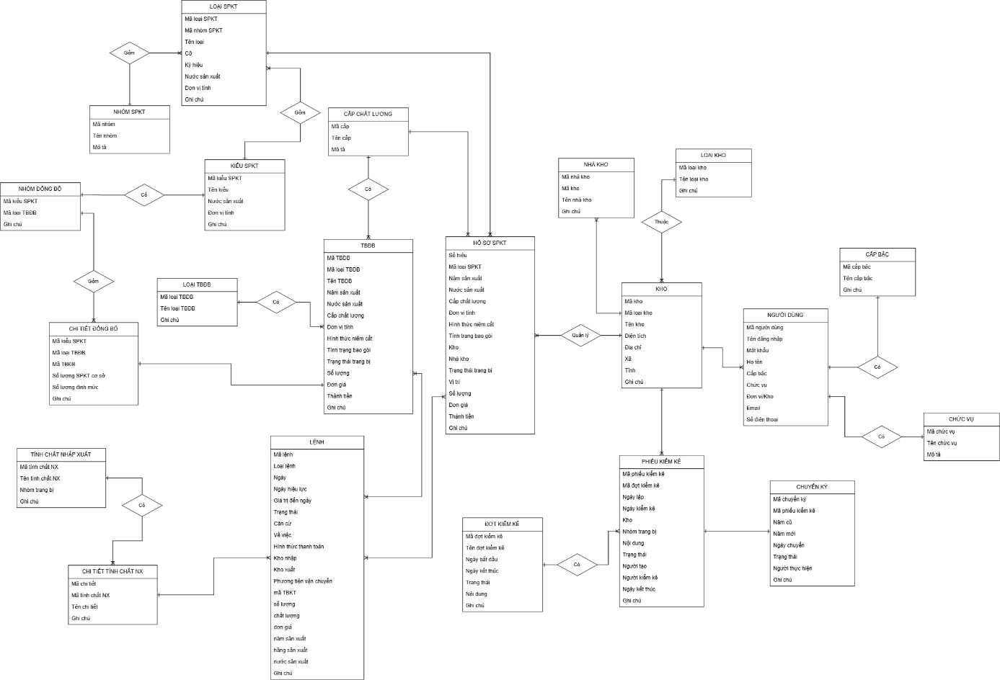 LOẠI SPKT
Mã loại SPKT
Mã nhóm SPKT
Tên loại
Cỡ
Ký hiệu
Nước sản xuất
Đơn vị tính
Ghi chú
Gồm
NHÓM SPKT
Mã nhóm
Tên nhóm
Mô tả
Gồm
CẤP CHẤT LƯỢNG
Mã cấp
Tên cấp
Mô tả
KIỂU SPKT
Mã kiểu SPKT
Tên kiểu
Nước sản xuất
Đơn vị tính
Ghi chú
NHÓM ĐỒNG BỘ
Mã kiểu SPKT
Mã loại TBĐB
Ghi chú
Có
Có
Gồm
TBĐB
Mã TBĐB
Mã loại TBĐB
Tên TBĐB
Năm sản xuất
Nước sản xuất
Cấp chất lượng
Đơn vị tính
Hình thức niêm cất
Tình trạng bao gói
Trạng thái trang bị
Số lượng
Đơn giá
Thành tiền
Ghi chú
LOẠI TBĐB
Mã loại TBĐB
Tên loại TBĐB
Ghi chú
Có
CHI TIẾT ĐỒNG BỘ
Mã kiểu SPKT
Mã loại TBĐB
Mã TBĐB
Số lượng SPKT cơ sở
Số lượng định mức
Ghi chú
HỒ SƠ SPKT
Số hiệu
Mã loại SPKT
Năm sản xuất
Nước sản xuất
Cấp chất lượng
Đơn vị tính
Hình thức niêm cất
Tình trạng bao gói
Kho
Nhà kho
Trạng thái trang bị
Vị trí
Số lượng
Đơn giá
Thành tiền
Ghi chú
NHÀ KHO
Mã nhà kho
Mã kho
Tên nhà kho
Ghi chú
LOẠI KHO
Mã loại kho
Tên loại kho
Ghi chú
Thuộc
Quản lý
KHO
Mã kho
Mã loại kho
Tên kho
Diện tích
Địa chỉ
Xã
Tỉnh
Ghi chú
CẤP BẬC
Mã cấp bậc
Tên cấp bậc
Ghi chú
NGƯỜI DÙNG
Mã người dùng
Tên đăng nhập
Mật khẩu
Họ tên
Cấp bậc
Chức vụ
Đơn vị/Kho
Email
Số điện thoại
Có
Có
CHỨC VỤ
Mã chức vụ
Tên chức vụ
Mô tả
TÍNH CHẤT NHẬP XUẤT
Mã tính chất NX
Tên tính chất NX
Nhóm trang bị
Ghi chú
Có
CHI TIẾT TÍNH CHẤT NX
Mã chi tiết
Mã tính chất NX
Tên chi tiết
Ghi chú
LỆNH
Mã lệnh
Loại lệnh
Ngày
Ngày hiệu lực
Giá trị đến ngày
Trạng thái
Căn cứ
Về việc
Hình thức thanh toán
Kho nhập
Kho xuất
Phương tiện vận chuyển
mã TBKT
số lượng
chất lượng
đơn giá
năm sản xuất
hãng sản xuất
nước sản xuất
Ghi chú
ĐỢT KIỂM KÊ
Mã đợt kiểm kê
Tên đợt kiểm kê
Ngày bắt đầu
Ngày kết thúc
Trạng thái
Nội dung
Ghi chú
Có
PHIẾU KIỂM KÊ
Mã phiếu kiểm kê
Mã đợt kiểm kê
Ngày lập
Ngày kiểm kê
Kho
Nhóm trang bị
Nội dung
Trạng thái
Người tạo
Người kiểm kê
Ngày kết thúc
Ghi chú
CHUYỂN KỲ
Mã chuyển kỳ
Mã phiếu kiểm kê
Năm cũ
Năm mới
Ngày chuyển
Trạng thái
Người thực hiện
Ghi chú